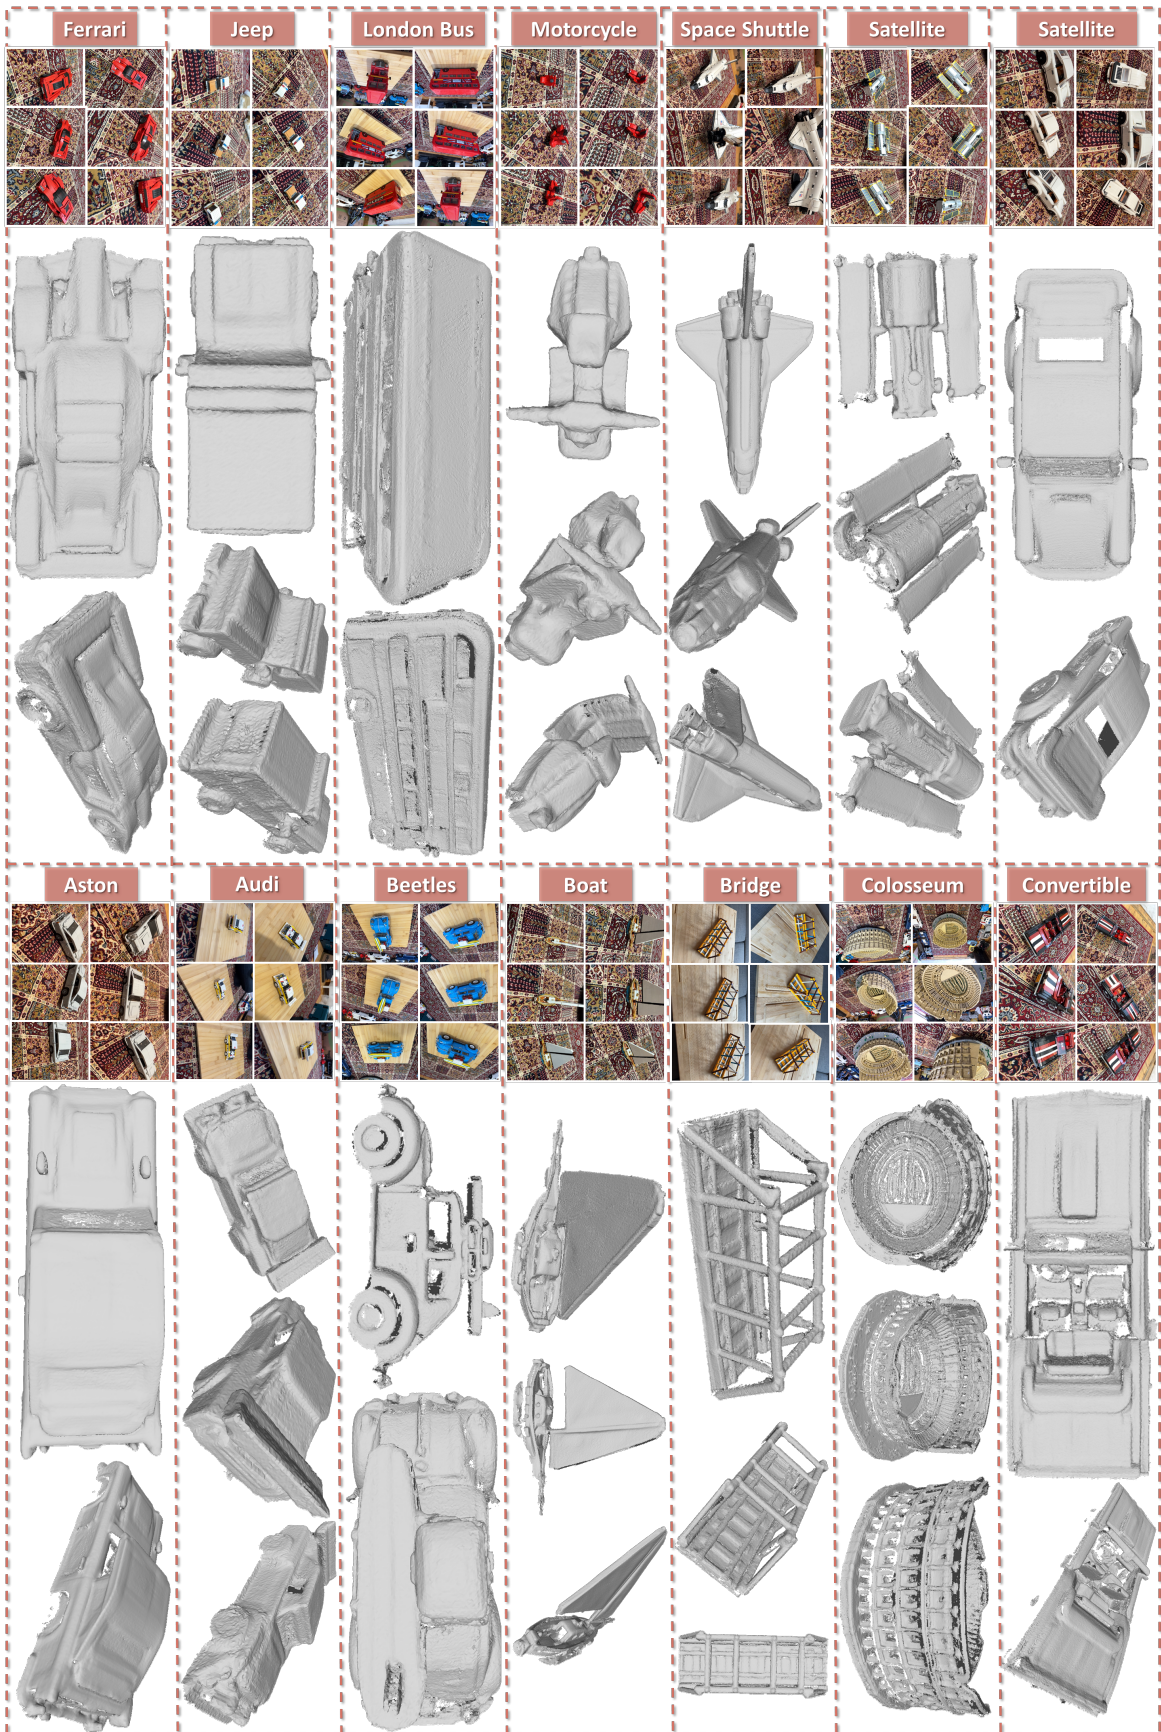 Ferrari
Jeep
London Bus
Motorcycle
Space Shuttle
Satellite
Satellite
Aston
Audi
Beetles
Boat
Bridge
Colosseum
Convertible